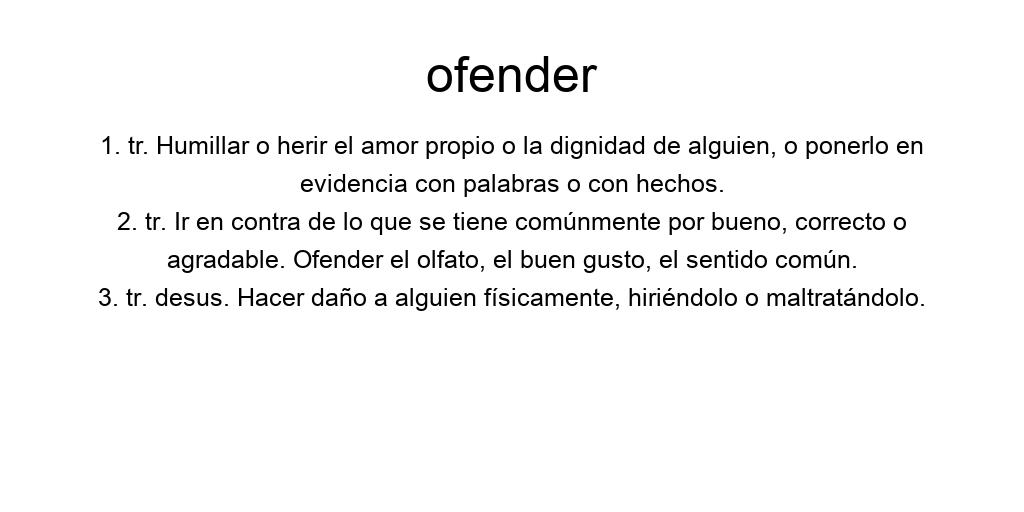 ofender
1. tr. Humillar o herir el amor propio o la dignidad de alguien, o ponerlo en
evidencia con palabras o con hechos.
2. tr. Ir en contra de lo que se tiene comúnmente por bueno, correcto o
agradable. Ofender el olfato, el buen gusto, el sentido común.
3. tr. desus. Hacer daño a alguien físicamente, hiriéndolo o maltratándolo.